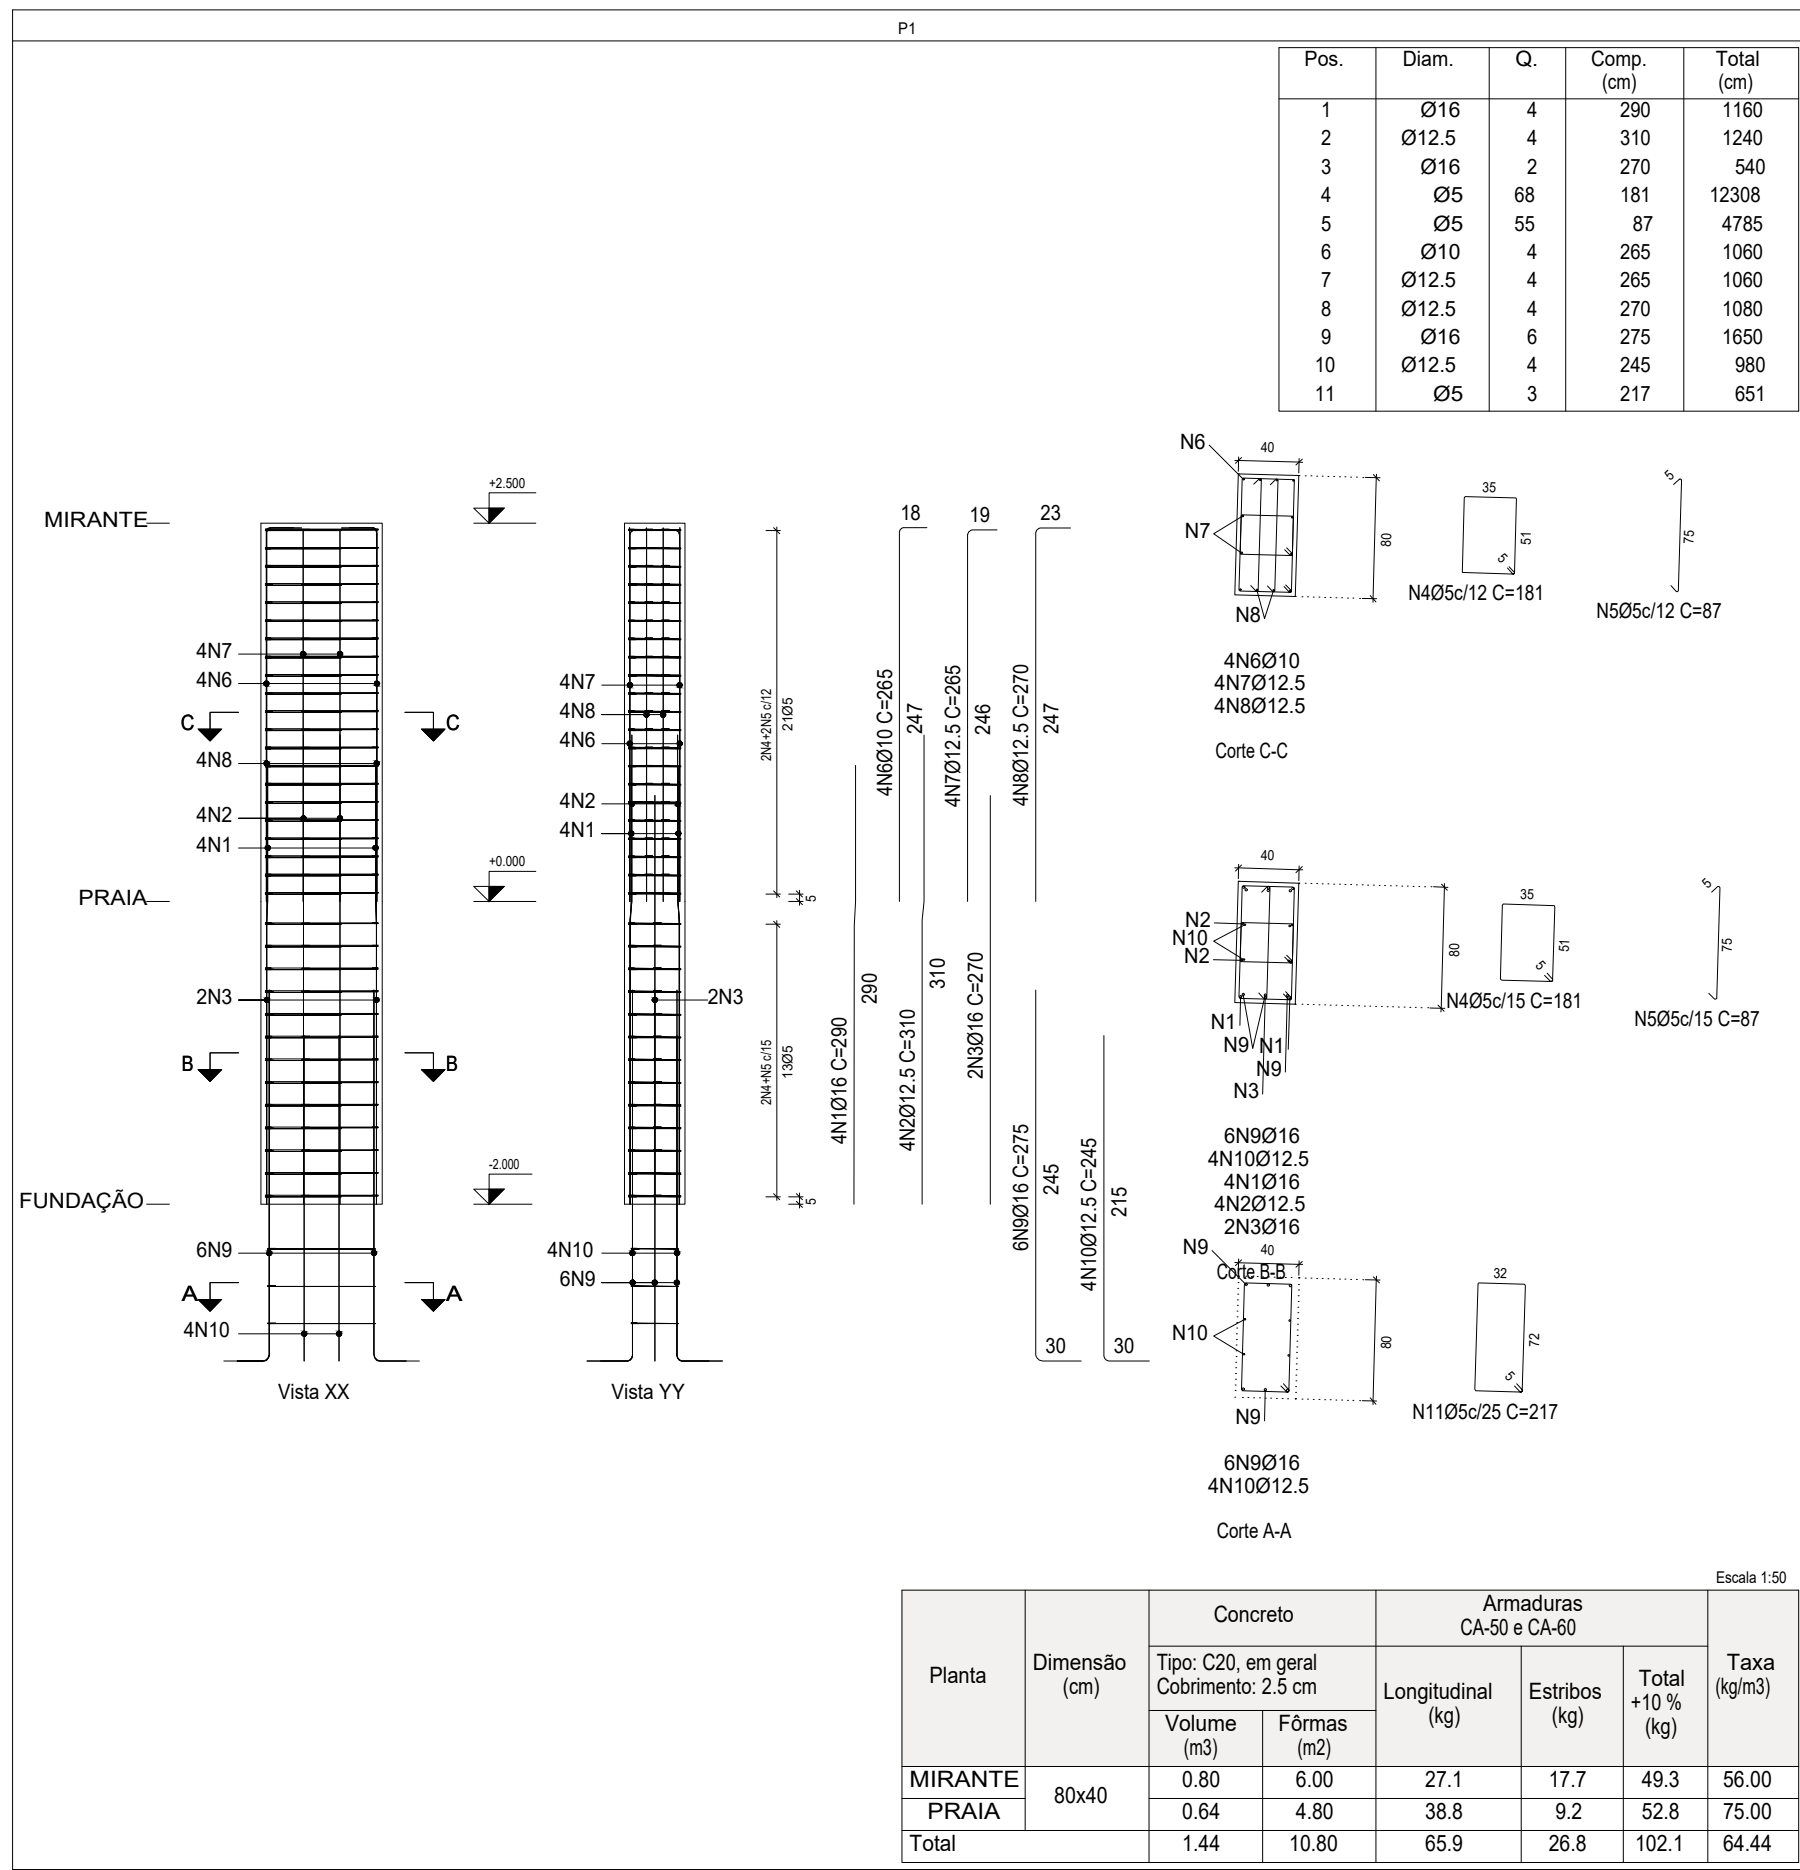 P1
Pos. Diam. Q. Comp. (cm) Total (cm)
1 Ø16 4 290 1160
2 Ø12.5 4 310 1240
3 Ø16 2 270 540
4 Ø5 68 181 12308
5 Ø5 55 87 4785
6 Ø10 4 265 1060
7 Ø12.5 4 265 1060
8 Ø12.5 4 270 1080
9 Ø16 6 275 1650
10 Ø12.5 4 245 980
11 Ø5 3 217 651
MIRANTE
PRAIA
FUNDAÇÃO
4N7
4N6
C C
4N8
4N2
4N1
2N3
B B
6N9
A A
4N10
Vista XX
+2.500
+0.000
-2.000
4N7
4N8
4N6
4N2
4N1
2N3
4N10
6N9
Vista YY
2N4+2N5 c/12
21Ø5
5
2N4+N5 c/15
13Ø5
5
18
4N6Ø10 C=265
247
19
4N7Ø12.5 C=265
246
23
4N8Ø12.5 C=270
247
4N1Ø16 C=290
290
4N2Ø12.5 C=310
310
2N3Ø16 C=270
270
6N9Ø16 C=275
245
30
4N10Ø12.5 C=245
215
30
N6
40
N7
80
N8
35
51
5
N4Ø5c/12 C=181
5
75
N5Ø5c/12 C=87
4N6Ø10
4N7Ø12.5
4N8Ø12.5
Corte C-C
40
N2
N10
N2
80
N1
N9
N1
N9
N3
35
51
5
N4Ø5c/15 C=181
5
75
N5Ø5c/15 C=87
6N9Ø16
4N10Ø12.5
4N1Ø16
4N2Ø12.5
2N3Ø16
Corte B-B
N9
40
N10
80
N9
32
72
5
N11Ø5c/25 C=217
6N9Ø16
4N10Ø12.5
Corte A-A
Escala 1:50
Planta Dimensão (cm) Concreto Armaduras CA-50 e CA-60 Taxa (kg/m3)
Tipo: C20, em geral
Cobrimento: 2.5 cm
Longitudinal (kg) Estribos (kg) Total +10 % (kg)
Volume (m3) Fôrmas (m2)
MIRANTE 80x40 0.80 6.00 27.1 17.7 49.3 56.00
PRAIA 0.64 4.80 38.8 9.2 52.8 75.00
Total 1.44 10.80 65.9 26.8 102.1 64.44